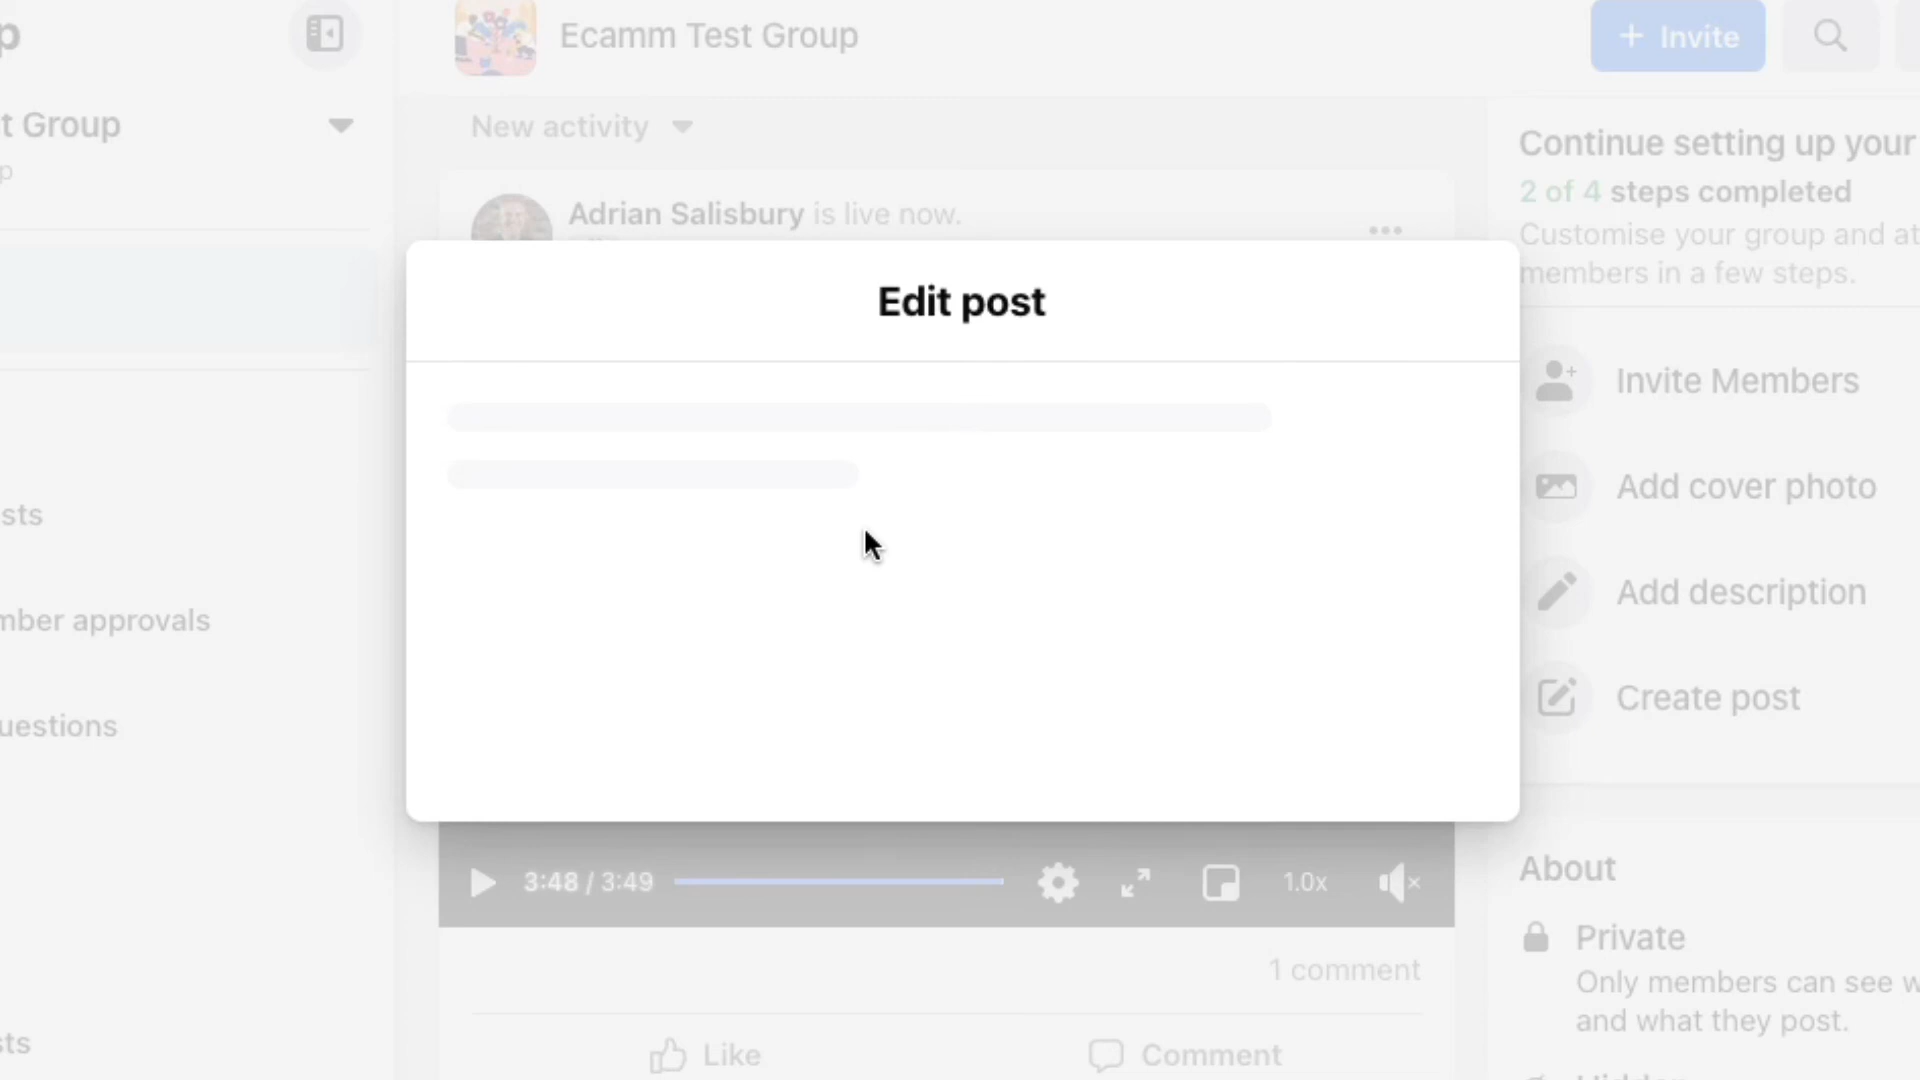 p
Ecamm Test Group
+ Invite
t Group
p
New activity
Adrian Salisbury is live now.
Continue setting up your
2 of 4 steps completed
Customise your group and at
members in a few steps.
Edit post
Invite Members
Add cover photo
Add description
Create post
sts
mber approvals
uestions
sts
3:48 / 3:49
1.0x
1 comment
Like
Comment
About
Private
Only members can see w
and what they post.